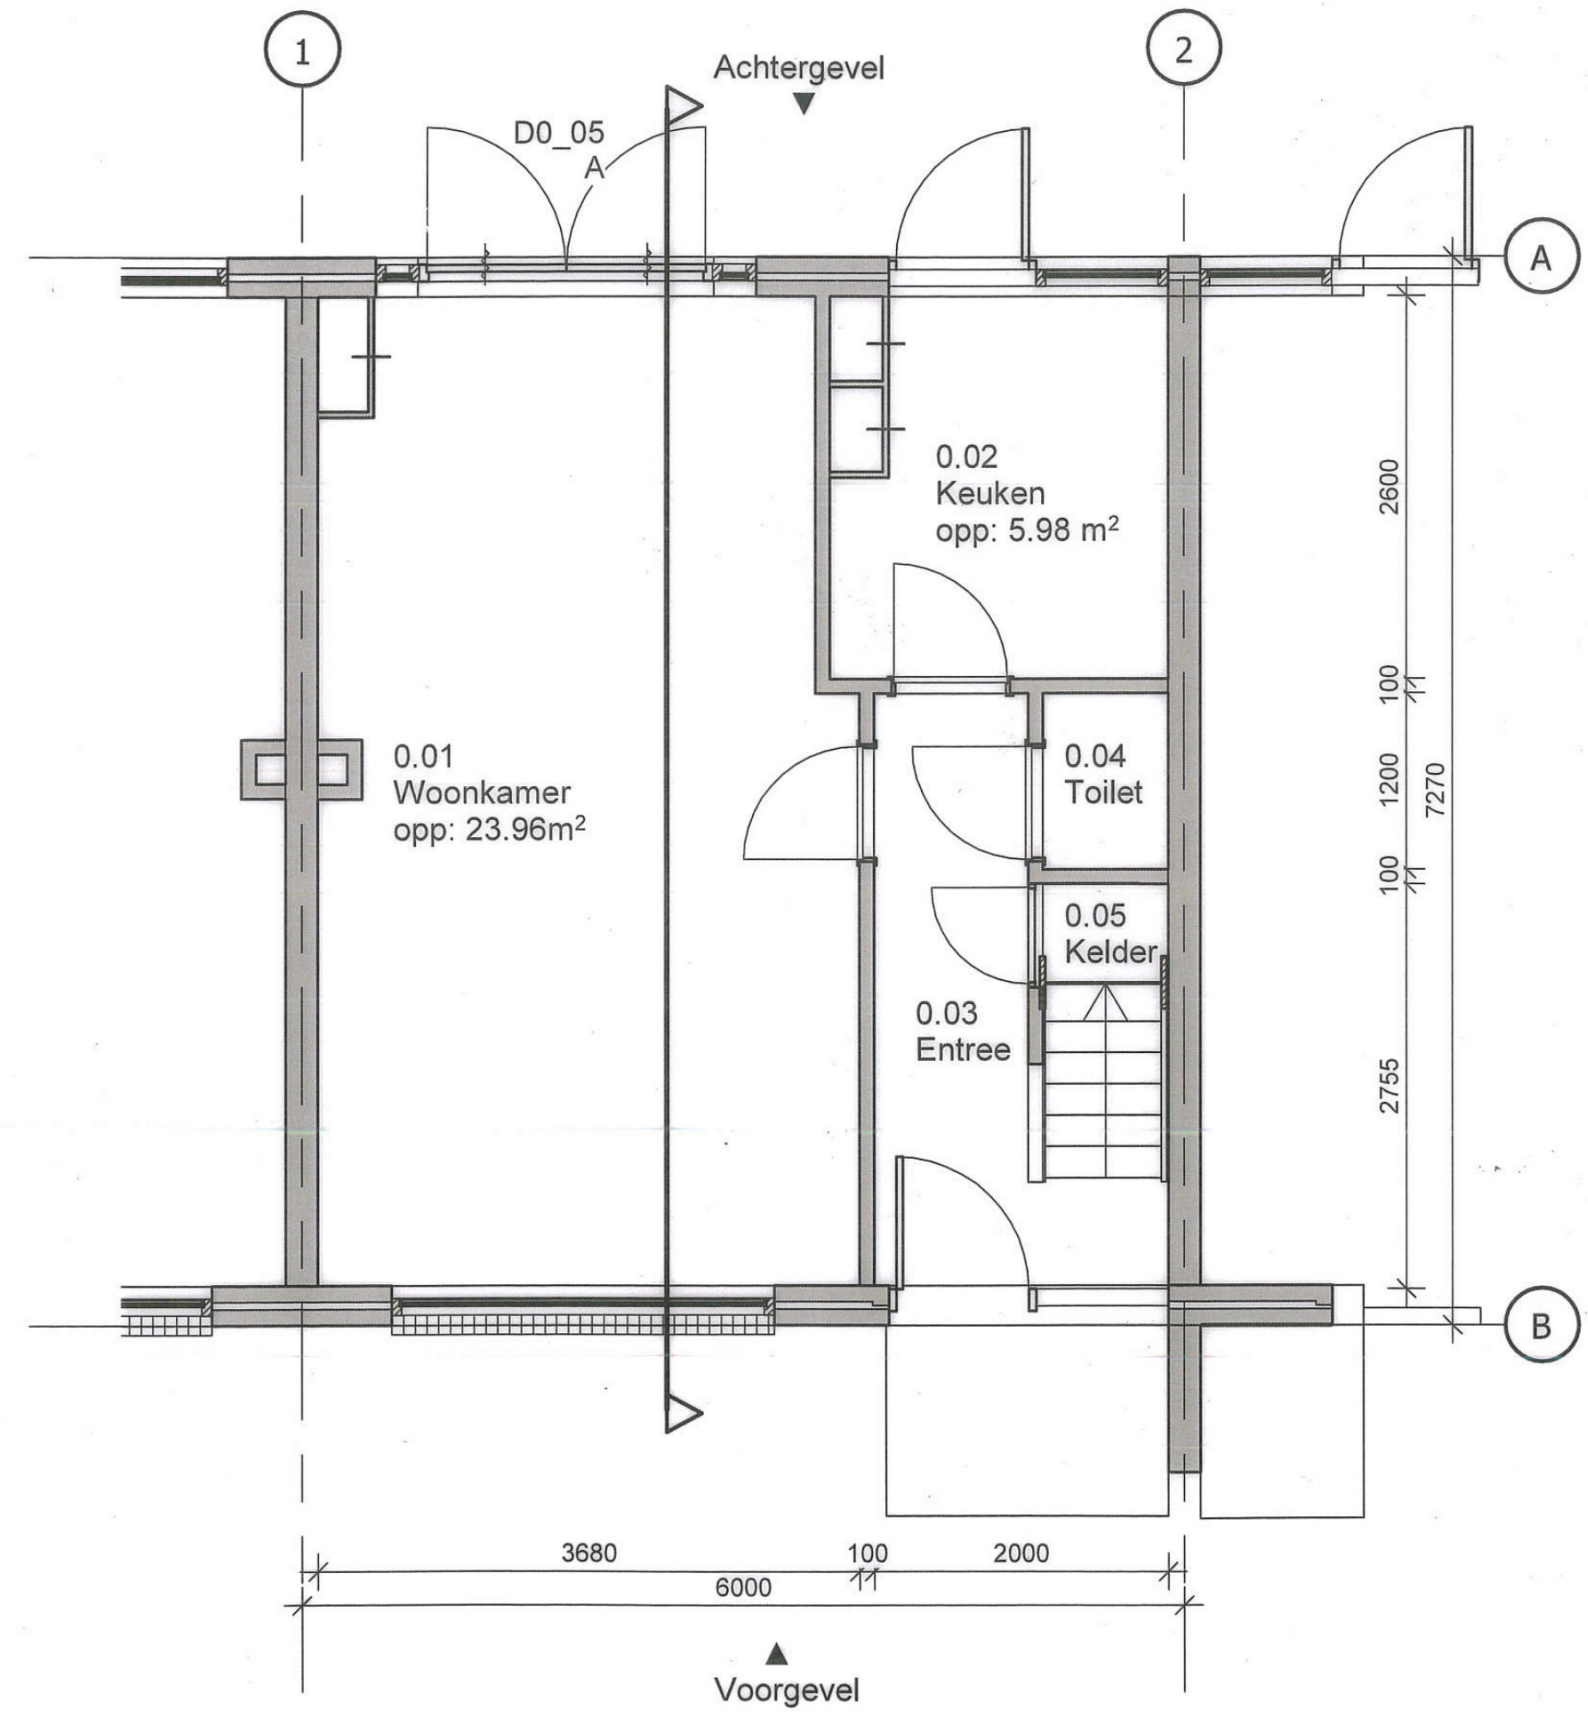 1
2
Achtergevel
D0_05
A
A
0.02
Keuken
opp: 5.98 m²
2600
100
0.01
Woonkamer
opp: 23.96m²
0.04
Toilet
1200
7270
100
0.05
Kelder
0.03
Entree
2755
B
3680
100
2000
6000
Voorgevel